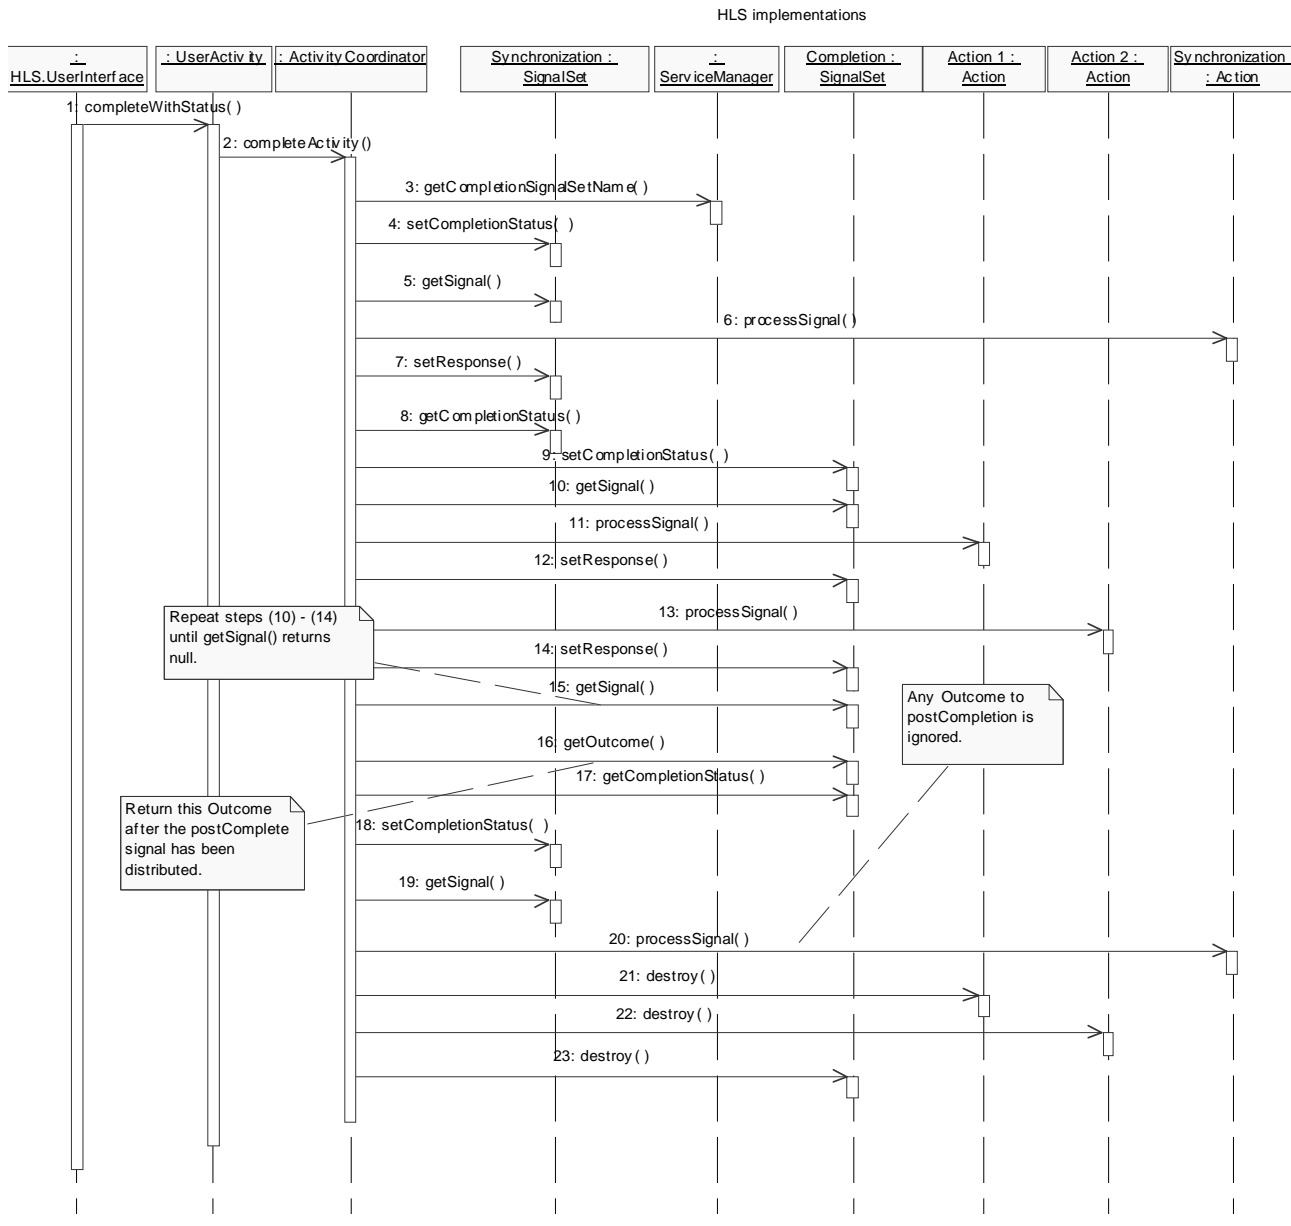 HLS implementations
:
HLS.UserInterface
: UserActivity
: ActivityCoordinator
Synchronization :
SignalSet
:
ServiceManager
Completion :
SignalSet
Action 1 :
Action
Action 2 :
Action
Synchronization
: Action
1: completeWithStatus( )
2: completeActivity()
3: getCompletionSignalSetName( )
4: setCompletionStatus( )
5: getSignal( )
6: processSignal( )
7: setResponse( )
8: getCompletionStatus( )
9: setCompletionStatus( )
10: getSignal( )
11: processSignal( )
12: setResponse( )
Repeat steps (10) - (14)
until getSignal() returns
null.
13: processSignal( )
14: setResponse( )
15: getSignal( )
Any Outcome to
postCompletion is
ignored.
16: getOutcome( )
17: getCompletionStatus( )
Return this Outcome
after the postComplete
signal has been
distributed.
18: setCompletionStatus( )
19: getSignal( )
20: processSignal( )
21: destroy( )
22: destroy( )
23: destroy( )